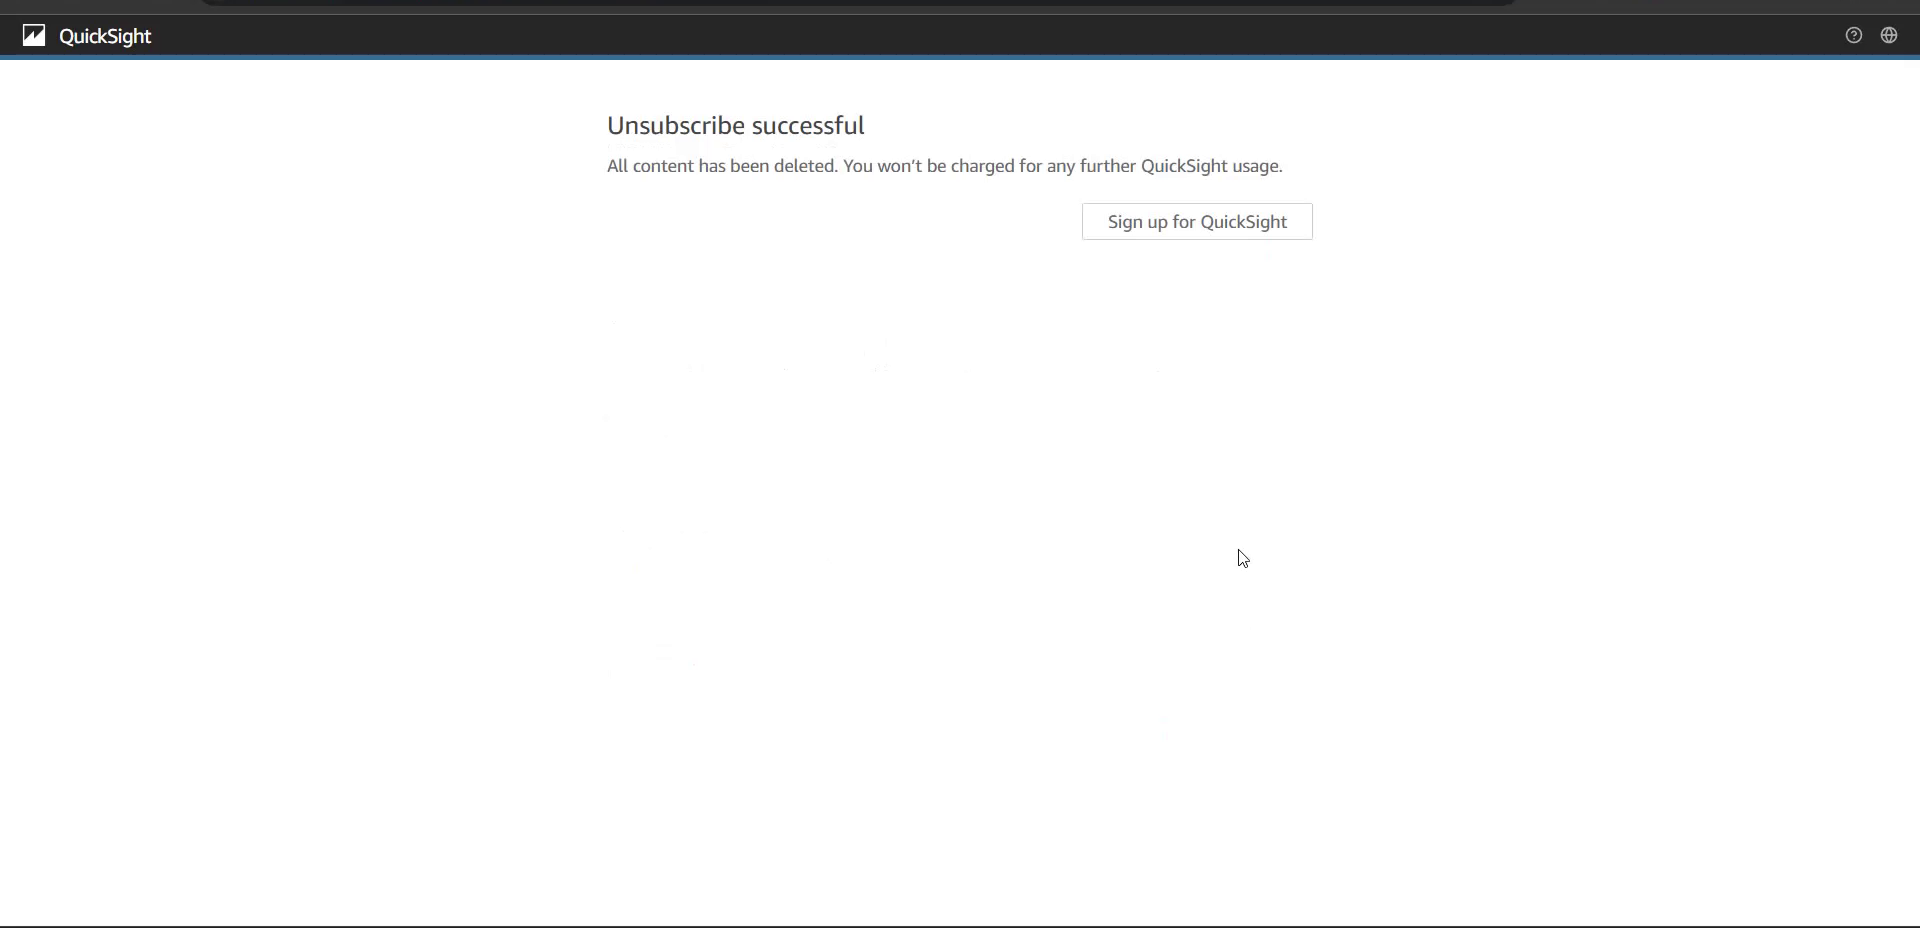 QuickSight
Unsubscribe successful
All content has been deleted. You won’t be charged for any further QuickSight usage.
Sign up for QuickSight